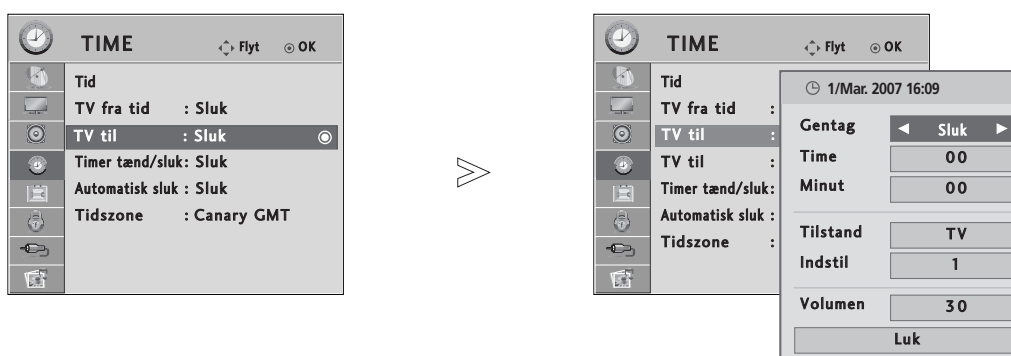 TIME Flyt OK
Tid
TV fra tid : Sluk
TV til : Sluk
Timer tænd/sluk: Sluk
Automatisk sluk : Sluk
Tidszone : Canary GMT
TIME Flyt OK
Tid
TV fra tid :
TV til :
TV til :
Timer tænd/sluk:
Automatisk sluk :
Tidszone :
1/Mar. 2007 16:09
Gentag Sluk
Time 00
Minut 00
Tilstand TV
Indstil 1
Volumen 30
Luk